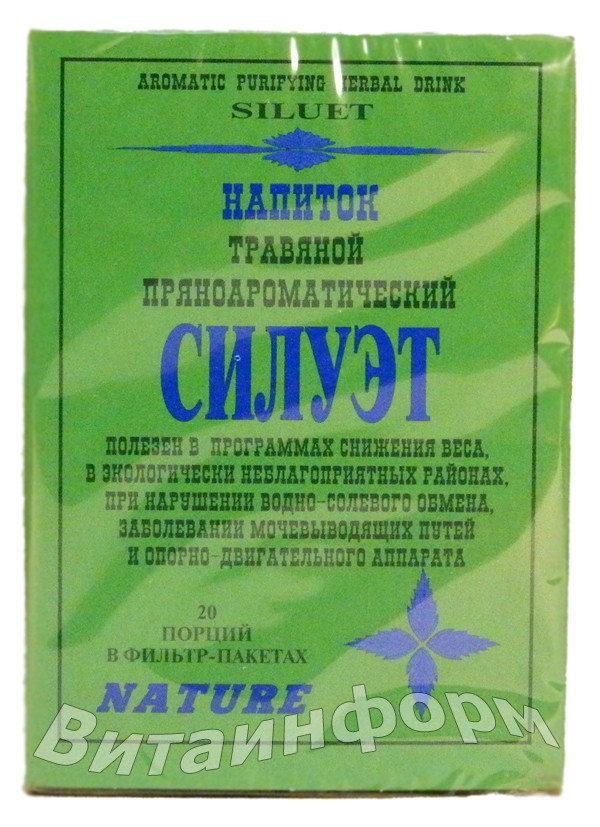 AROMATIC PURIFYING HERBAL DRINK
SILUET
НАПИТОК
ТРАВЯНОЙ
ПРЯНОАРОМАТИЧЕСКИЙ
СИЛУЭТ
ПОЛЕЗЕН В ПРОГРАММАХ СНИЖЕНИЯ ВЕСА,
В ЭКОЛОГИЧЕСКИ НЕБЛАГОПРИЯТНЫХ РАЙОНАХ,
ПРИ НАРУШЕНИИ ВОДНО-СОЛЕВОГО ОБМЕНА,
ЗАБОЛЕВАНИИ МОЧЕВЫВОДЯЩИХ ПУТЕЙ
И ОПОРНО-ДВИГАТЕЛЬНОГО АППАРАТА
20
ПОРЦИЙ
В ФИЛЬТР-ПАКЕТАХ
NATURE
Витаинформ